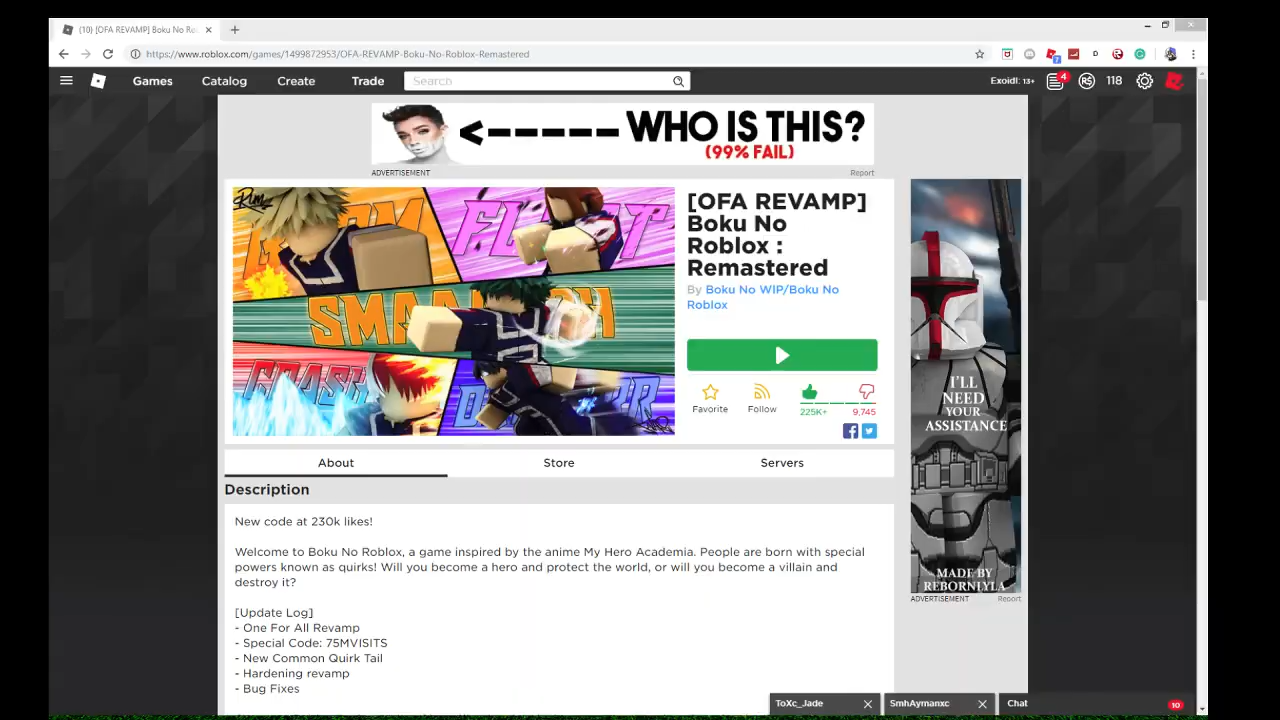 (10) [OFA REVAMP] Boku No Ro
https://www.roblox.com/games/1499872953/OFA-REVAMP-Boku-No-Roblox-Remastered
7
Games
Catalog
Create
Trade
Search
Exoidl: 13+
4
118
<----- WHO IS THIS?
(99% FAIL)
ADVERTISEMENT
Report
SMAASH
[OFA REVAMP]
Boku No
Roblox :
Remastered
By Boku No WIP/Boku No
Roblox
Favorite
Follow
225K+
9,745
I'LL
NEED
YOUR
ASSISTANCE
MADE BY
REBORNLYLA
ADVERTISEMENT
Report
About
Store
Servers
Description
New code at 230k likes!
Welcome to Boku No Roblox, a game inspired by the anime My Hero Academia. People are born with special
powers known as quirks! Will you become a hero and protect the world, or will you become a villain and
destroy it?
[Update Log]
- One For All Revamp
- Special Code: 75MVISITS
- New Common Quirk Tail
- Hardening revamp
- Bug Fixes
ToXc_Jade
SmhAymanxc
Chat
10